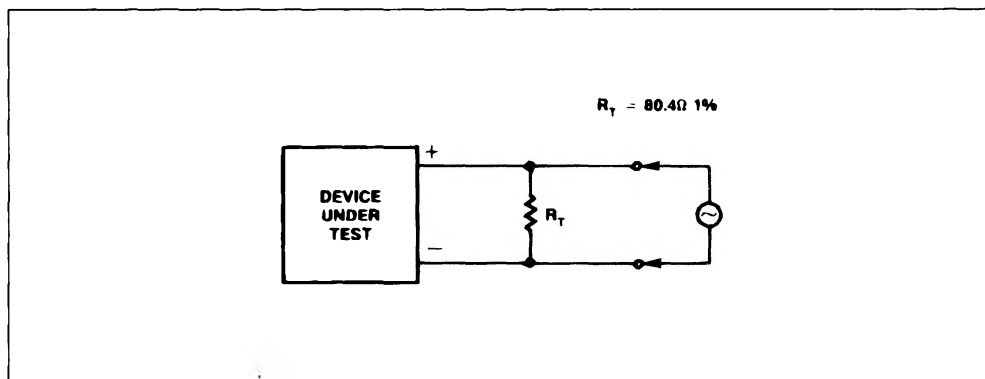 R_T = 80.4Ω 1%
+
DEVICE
UNDER
TEST
R_T
−
~